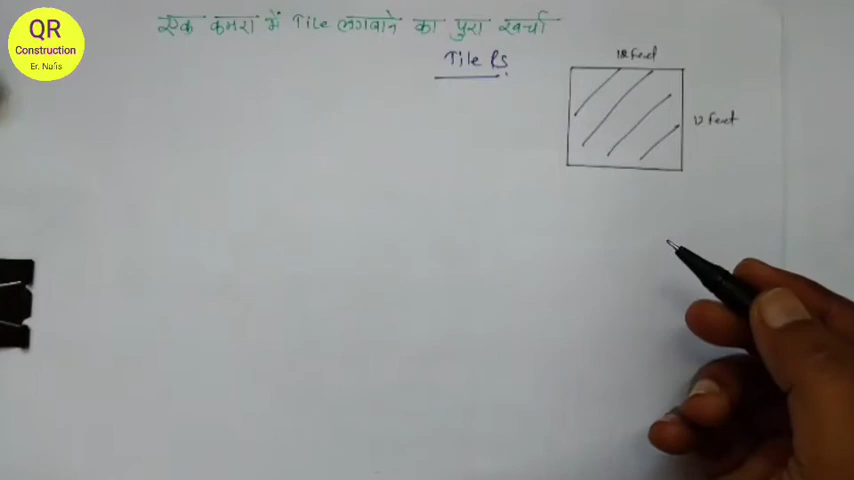 एक कमरा में Tile लगवाने का पुरा खर्चा
Tile Rs
12 feet
12 feet
QR
Construction
Er. Nafis